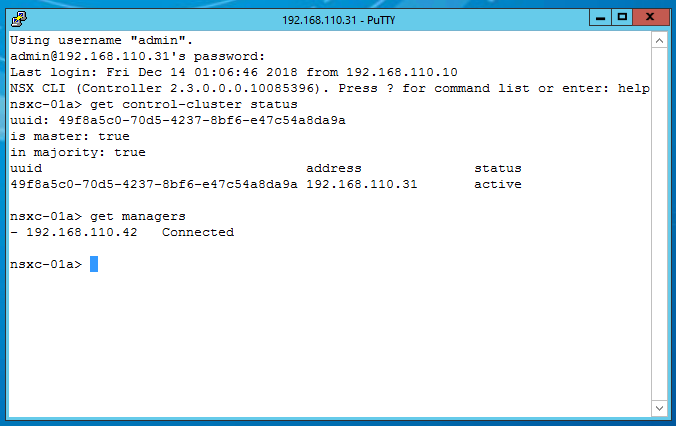 192.168.110.31 - PuTTY
Using username "admin".
admin@192.168.110.31's password:
Last login: Fri Dec 14 01:06:46 2018 from 192.168.110.10
NSX CLI (Controller 2.3.0.0.0.10085396). Press ? for command list or enter: help
nsxc-01a> get control-cluster status
uuid: 49f8a5c0-70d5-4237-8bf6-e47c54a8da9a
is master: true
in majority: true
uuid address status
49f8a5c0-70d5-4237-8bf6-e47c54a8da9a 192.168.110.31 active
nsxc-01a> get managers
- 192.168.110.42 Connected
nsxc-01a>